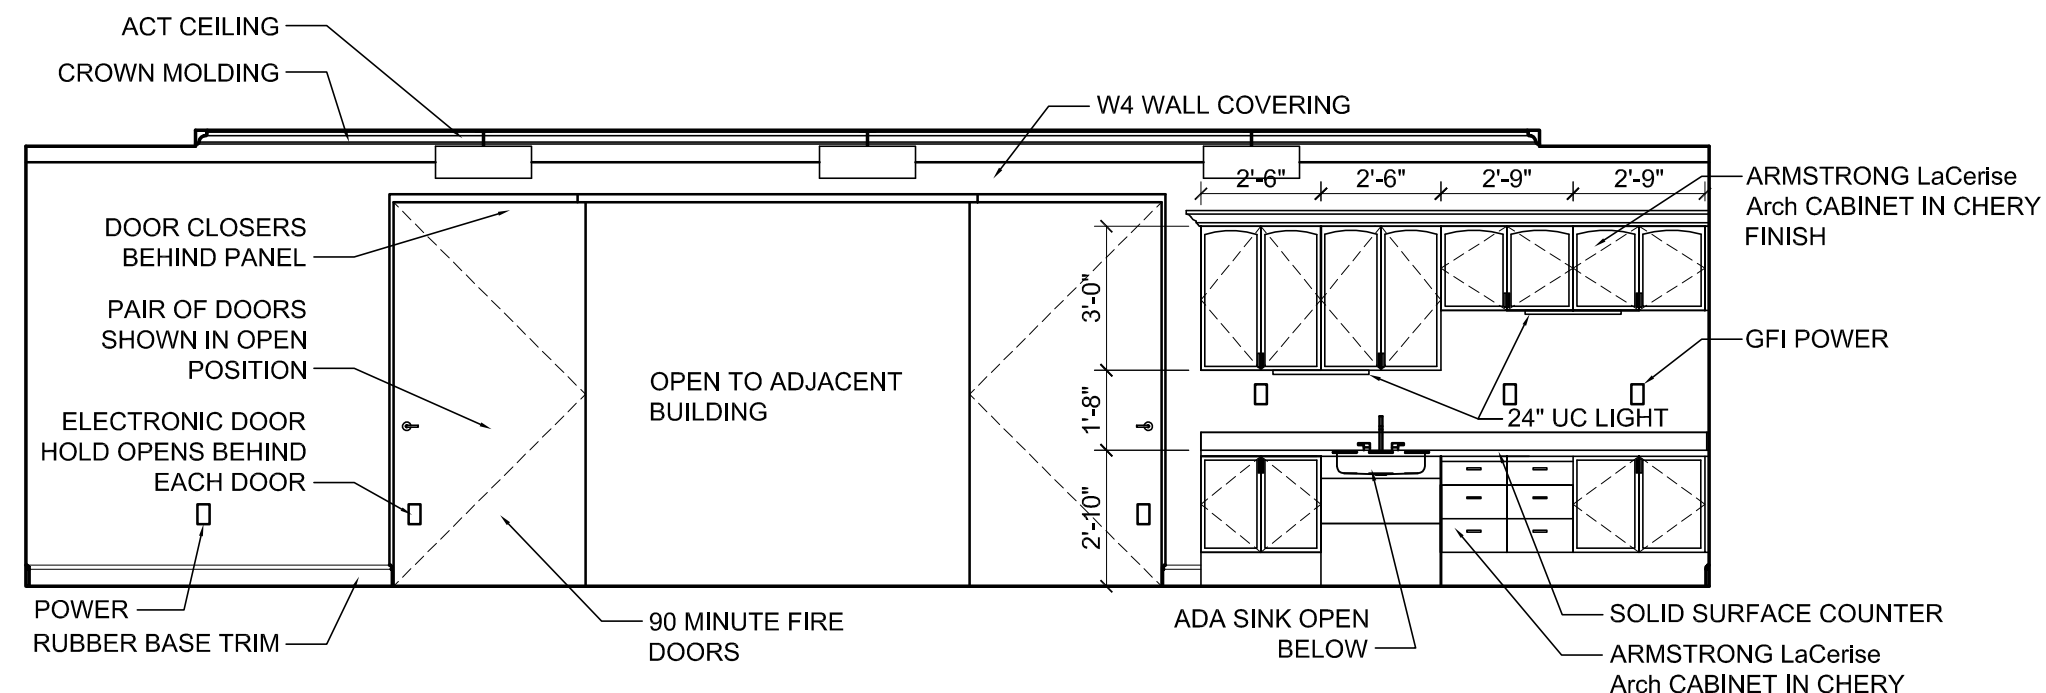 ACT CEILING
CROWN MOLDING
W4 WALL COVERING
2'-6"
2'-6"
2'-9"
2'-9"
ARMSTRONG LaCerise
Arch CABINET IN CHERY
FINISH
DOOR CLOSERS
BEHIND PANEL
PAIR OF DOORS
SHOWN IN OPEN
POSITION
ELECTRONIC DOOR
HOLD OPENS BEHIND
EACH DOOR
OPEN TO ADJACENT
BUILDING
3'-0"
1'-8"
2'-10"
GFI POWER
24" UC LIGHT
POWER
RUBBER BASE TRIM
90 MINUTE FIRE
DOORS
ADA SINK OPEN
BELOW
SOLID SURFACE COUNTER
ARMSTRONG LaCerise
Arch CABINET IN CHERY